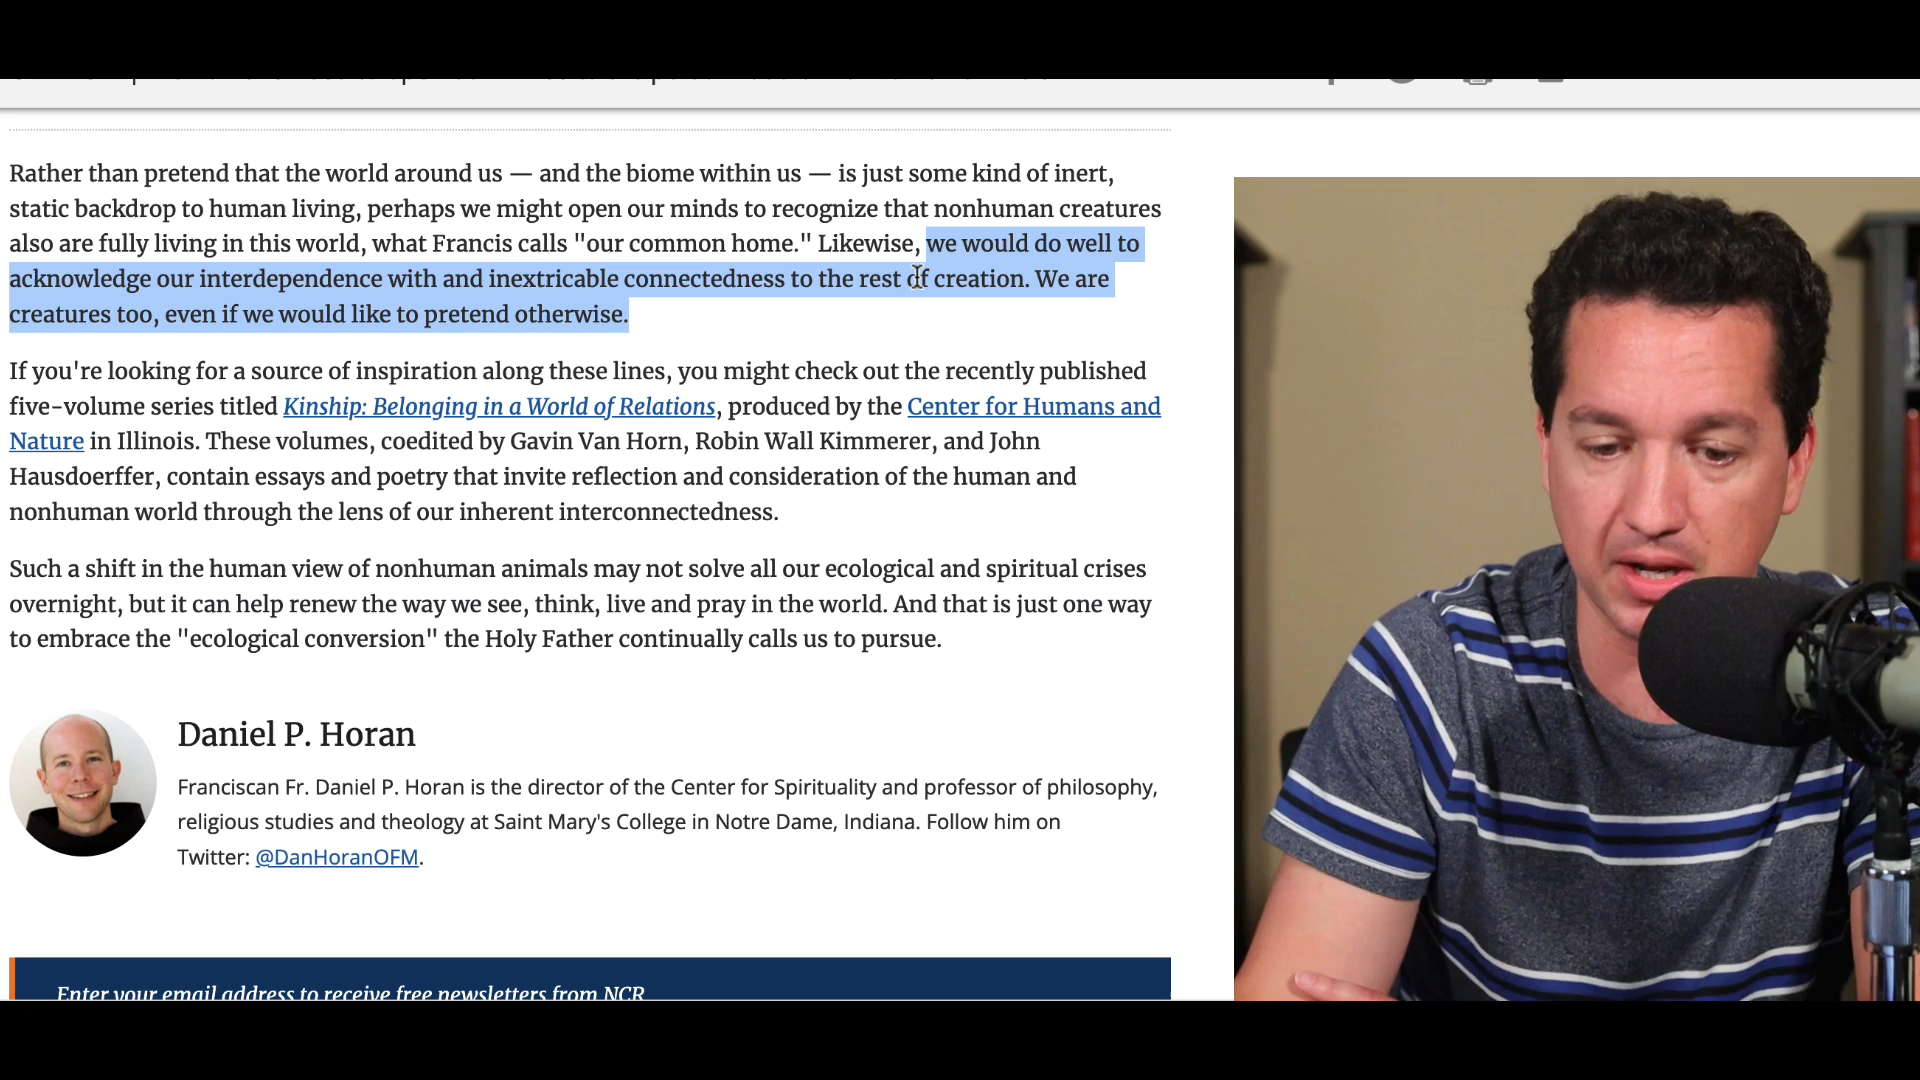 Rather than pretend that the world around us — and the biome within us — is just some kind of inert,
static backdrop to human living, perhaps we might open our minds to recognize that nonhuman creatures
also are fully living in this world, what Francis calls "our common home." Likewise, we would do well to
acknowledge our interdependence with and inextricable connectedness to the rest of creation. We are
creatures too, even if we would like to pretend otherwise.
If you're looking for a source of inspiration along these lines, you might check out the recently published
five-volume series titled Kinship: Belonging in a World of Relations, produced by the Center for Humans and
Nature in Illinois. These volumes, coedited by Gavin Van Horn, Robin Wall Kimmerer, and John
Hausdoerffer, contain essays and poetry that invite reflection and consideration of the human and
nonhuman world through the lens of our inherent interconnectedness.
Such a shift in the human view of nonhuman animals may not solve all our ecological and spiritual crises
overnight, but it can help renew the way we see, think, live and pray in the world. And that is just one way
to embrace the "ecological conversion" the Holy Father continually calls us to pursue.
Daniel P. Horan
Franciscan Fr. Daniel P. Horan is the director of the Center for Spirituality and professor of philosophy,
religious studies and theology at Saint Mary's College in Notre Dame, Indiana. Follow him on
Twitter: @DanHoranOFM.
Enter your email address to receive free newsletters from NCR